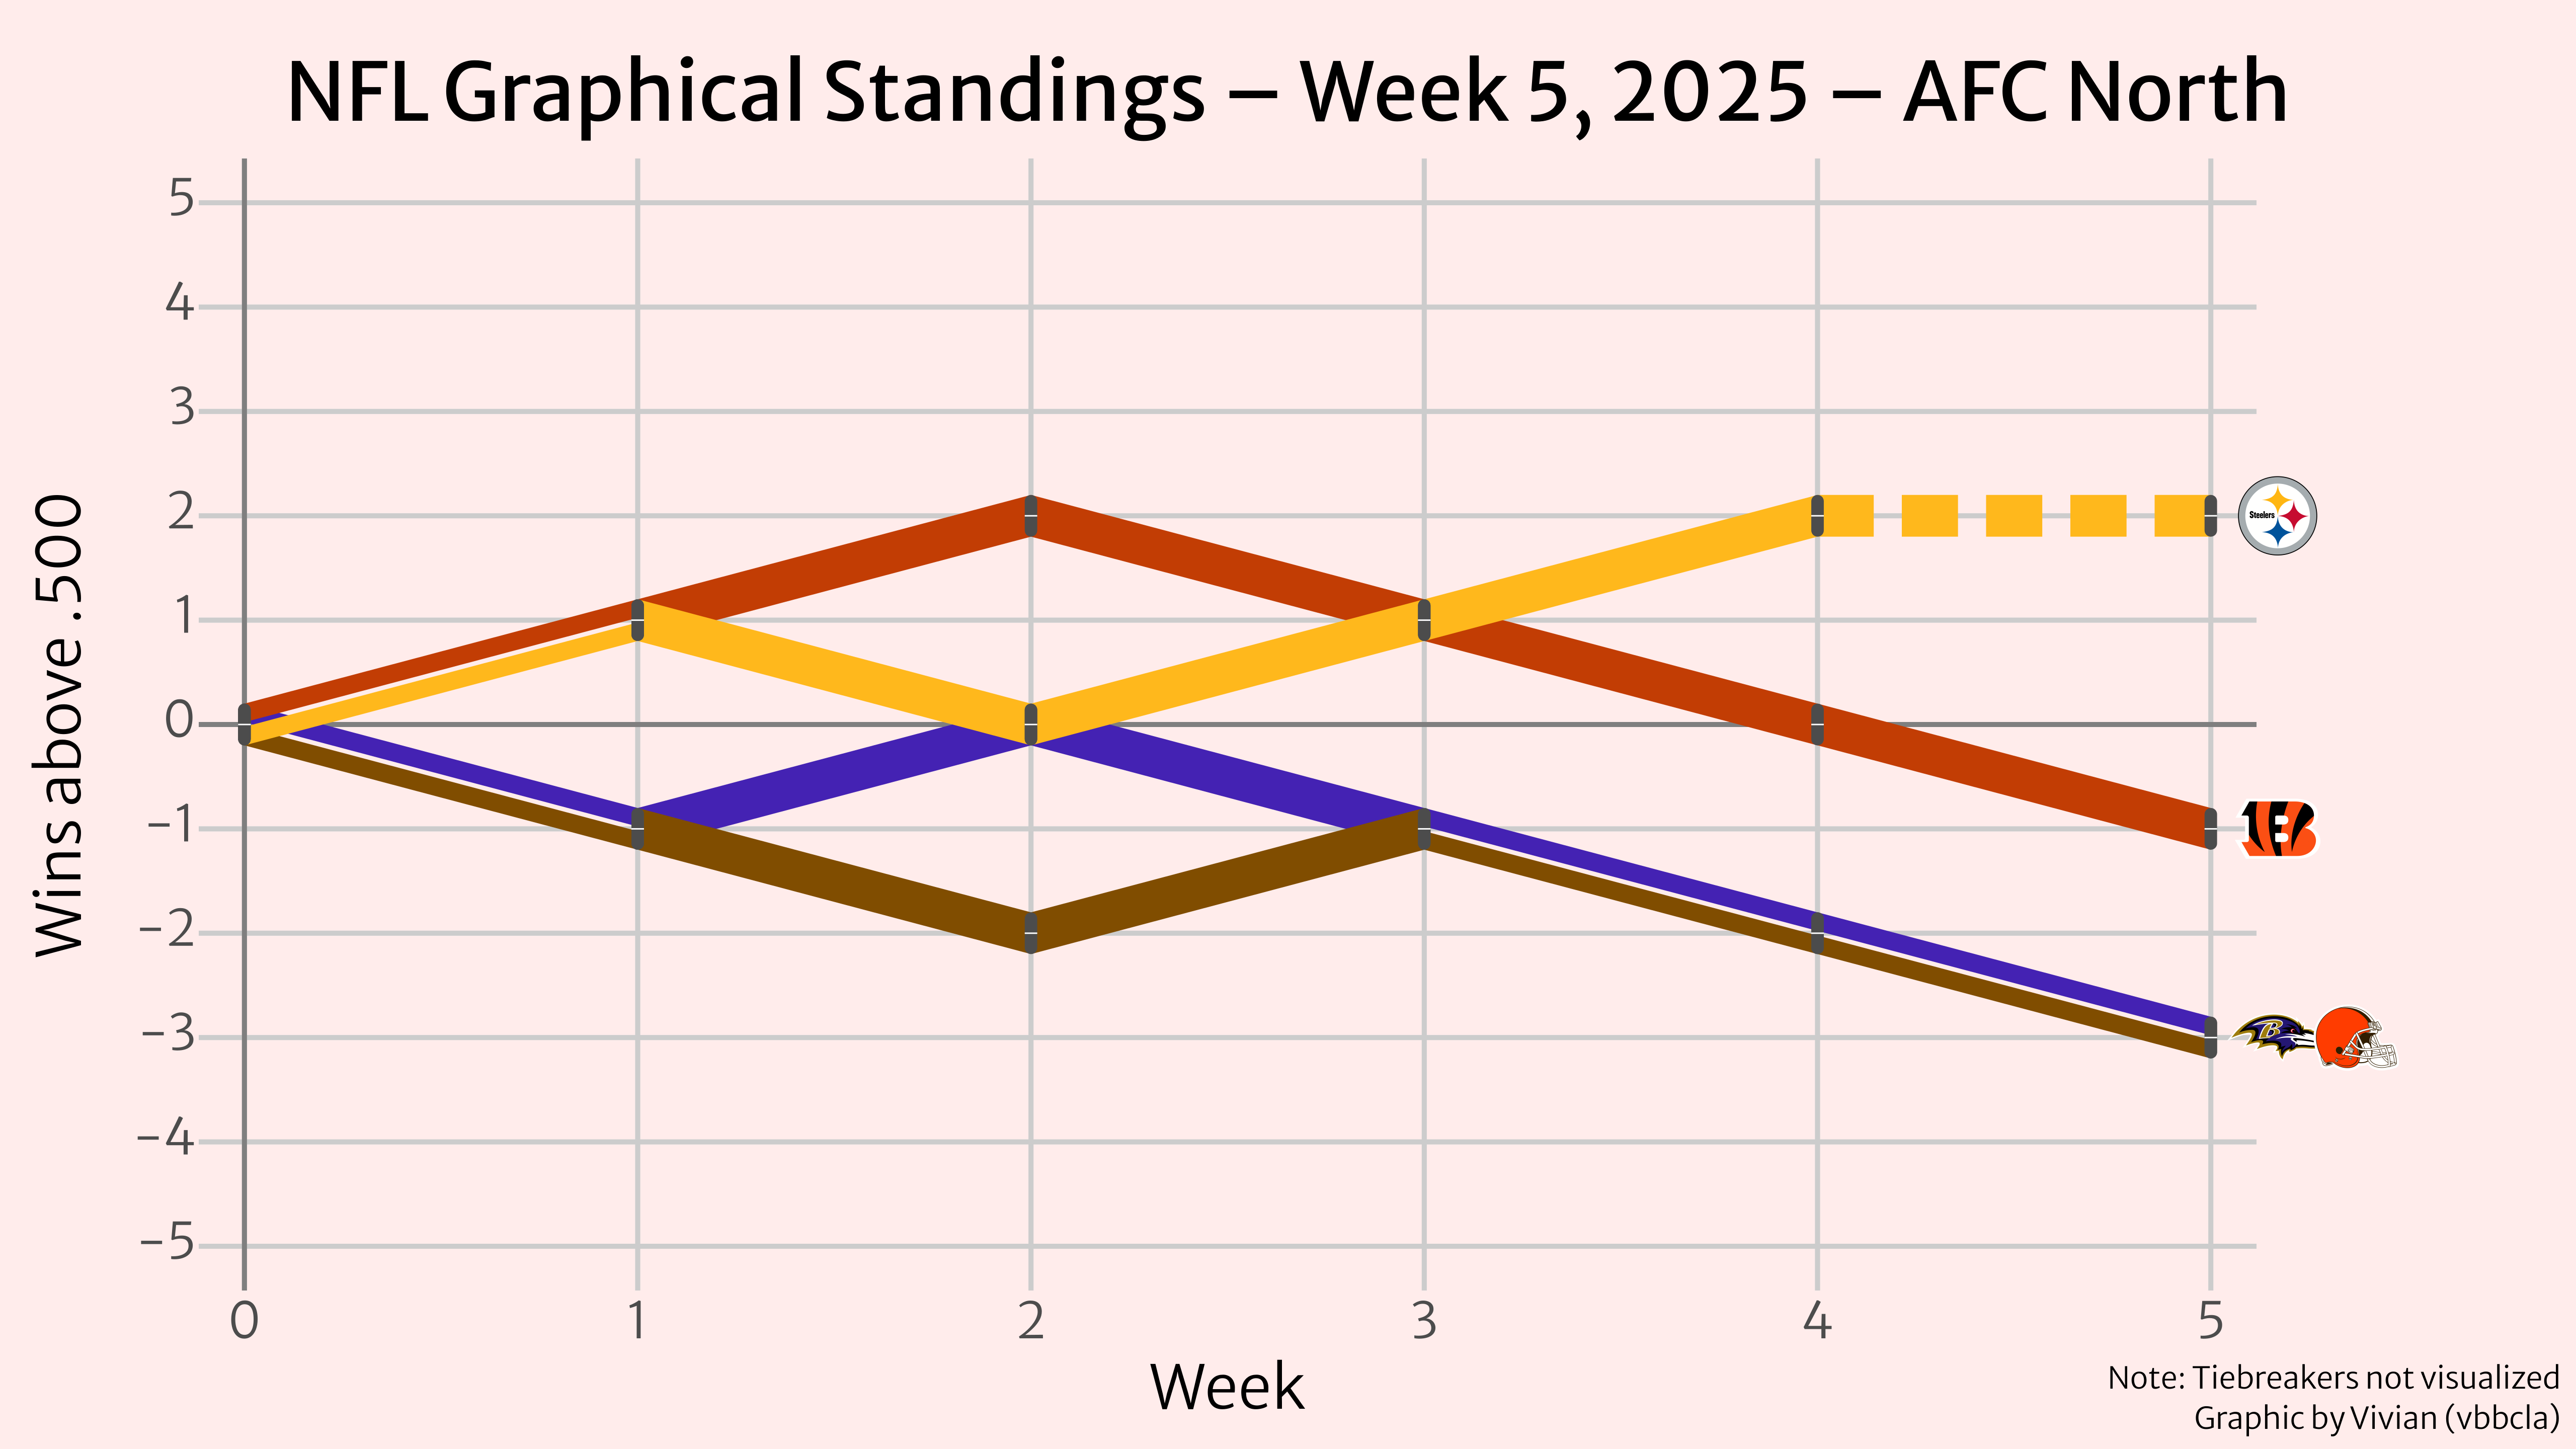 NFL Graphical Standings – Week 5, 2025 – AFC North
Wins above .500
5
4
3
2
1
0
−1
−2
−3
−4
−5
Steelers
B
B
0 1 2 3 4 5
Week
Note: Tiebreakers not visualized
Graphic by Vivian (vbbcla)